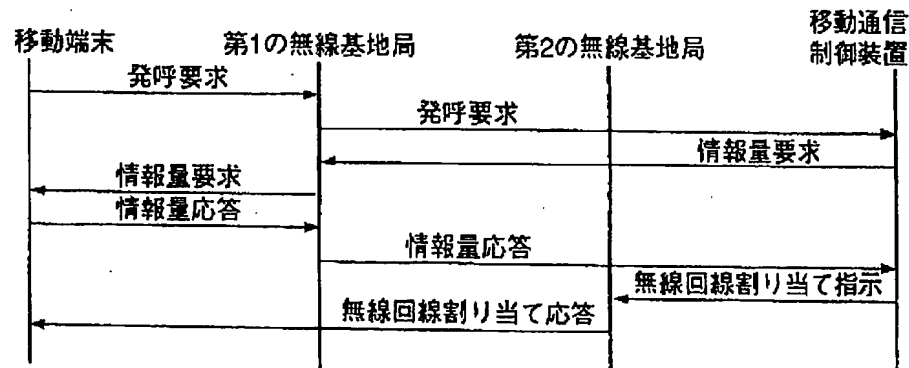 移動端末
第1の無線基地局
第2の無線基地局
移動通信
制御装置
発呼要求
発呼要求
情報量要求
情報量要求
情報量応答
情報量応答
無線回線割り当て指示
無線回線割り当て応答